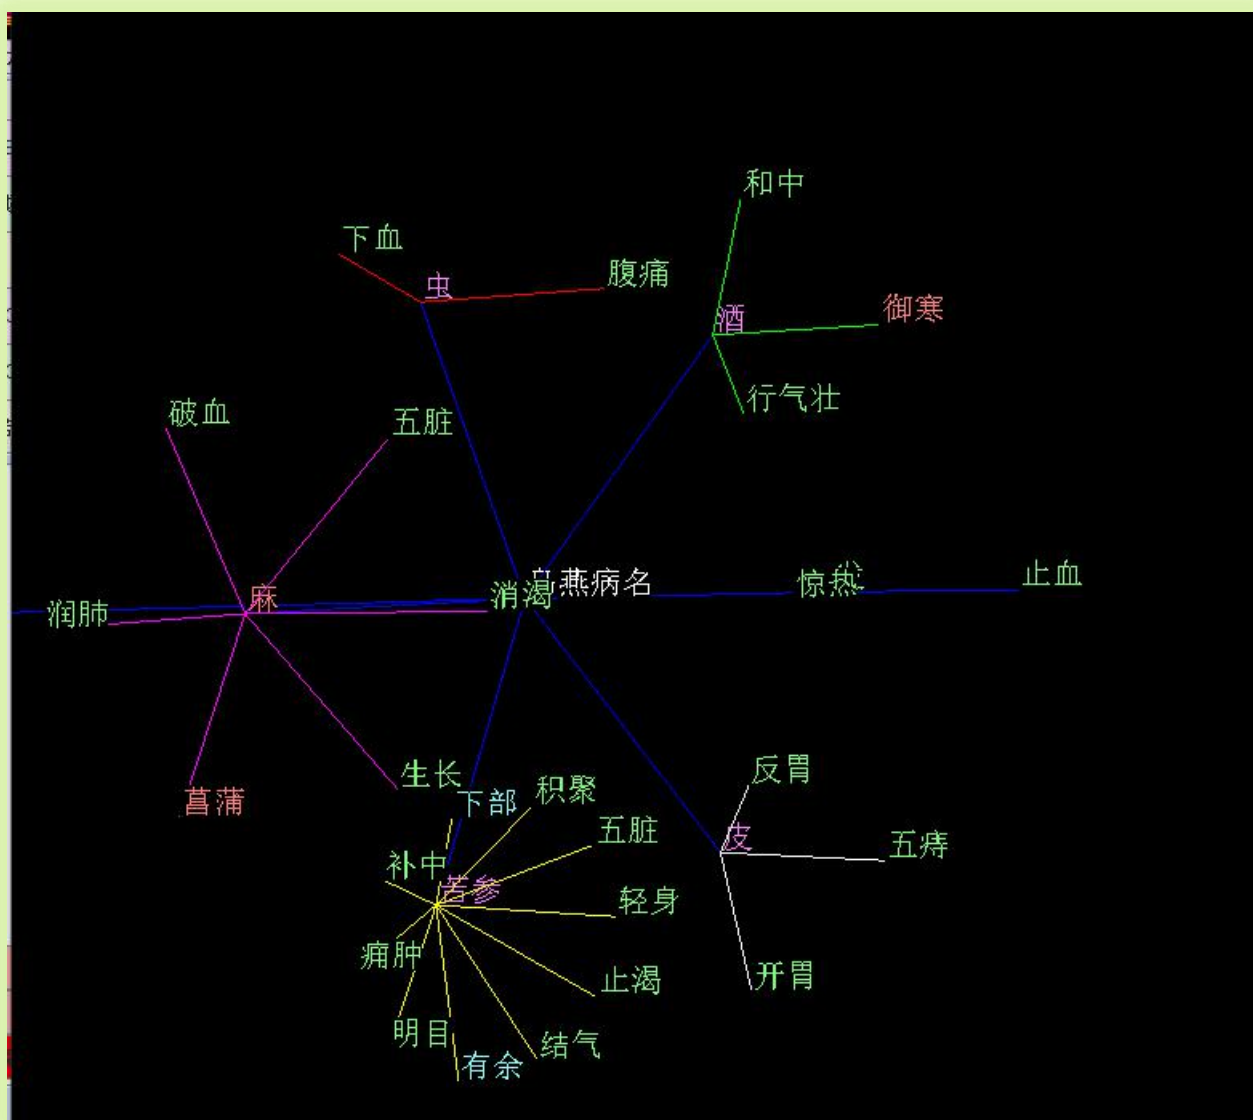 和中
下血
腹痛
虫
御寒
酒
行气壮
破血
五脏
止血
惊热
燕病名
消渴
麻
润肺
反胃
生长
积聚
菖蒲
下部
五脏
皮
五痔
补中
苦参
轻身
痈肿
止渴
开胃
明目
结气
有余